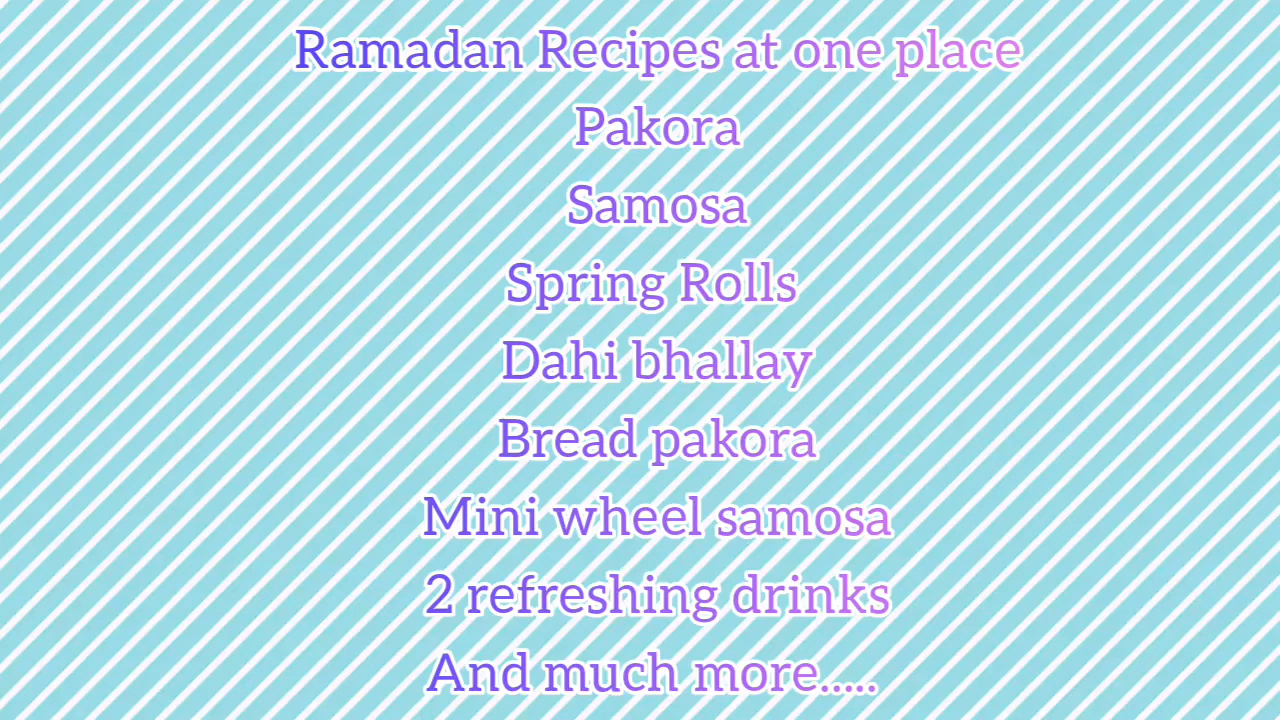 Ramadan Recipes at one place
Pakora
Samosa
Spring Rolls
Dahi bhallay
Bread pakora
Mini wheel samosa
2 refreshing drinks
And much more.....